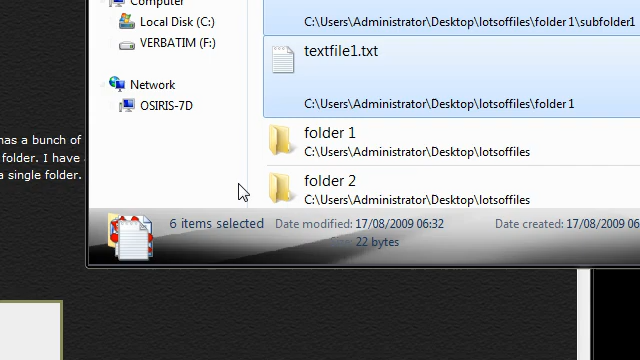 Computer
Local Disk (C:)
VERBATIM (F:)
Network
OSIRIS-7D
has a bunch of
folder. I have
a single folder.
C:\Users\Administrator\Desktop\lotsoffiles\folder 1\subfolder1
textfile1.txt
C:\Users\Administrator\Desktop\lotsoffiles\folder 1
folder 1
C:\Users\Administrator\Desktop\lotsoffiles
folder 2
C:\Users\Administrator\Desktop\lotsoffiles
6 items selected Date modified: 17/08/2009 06:32 Date created: 17/08/2009 06
Size: 22 bytes